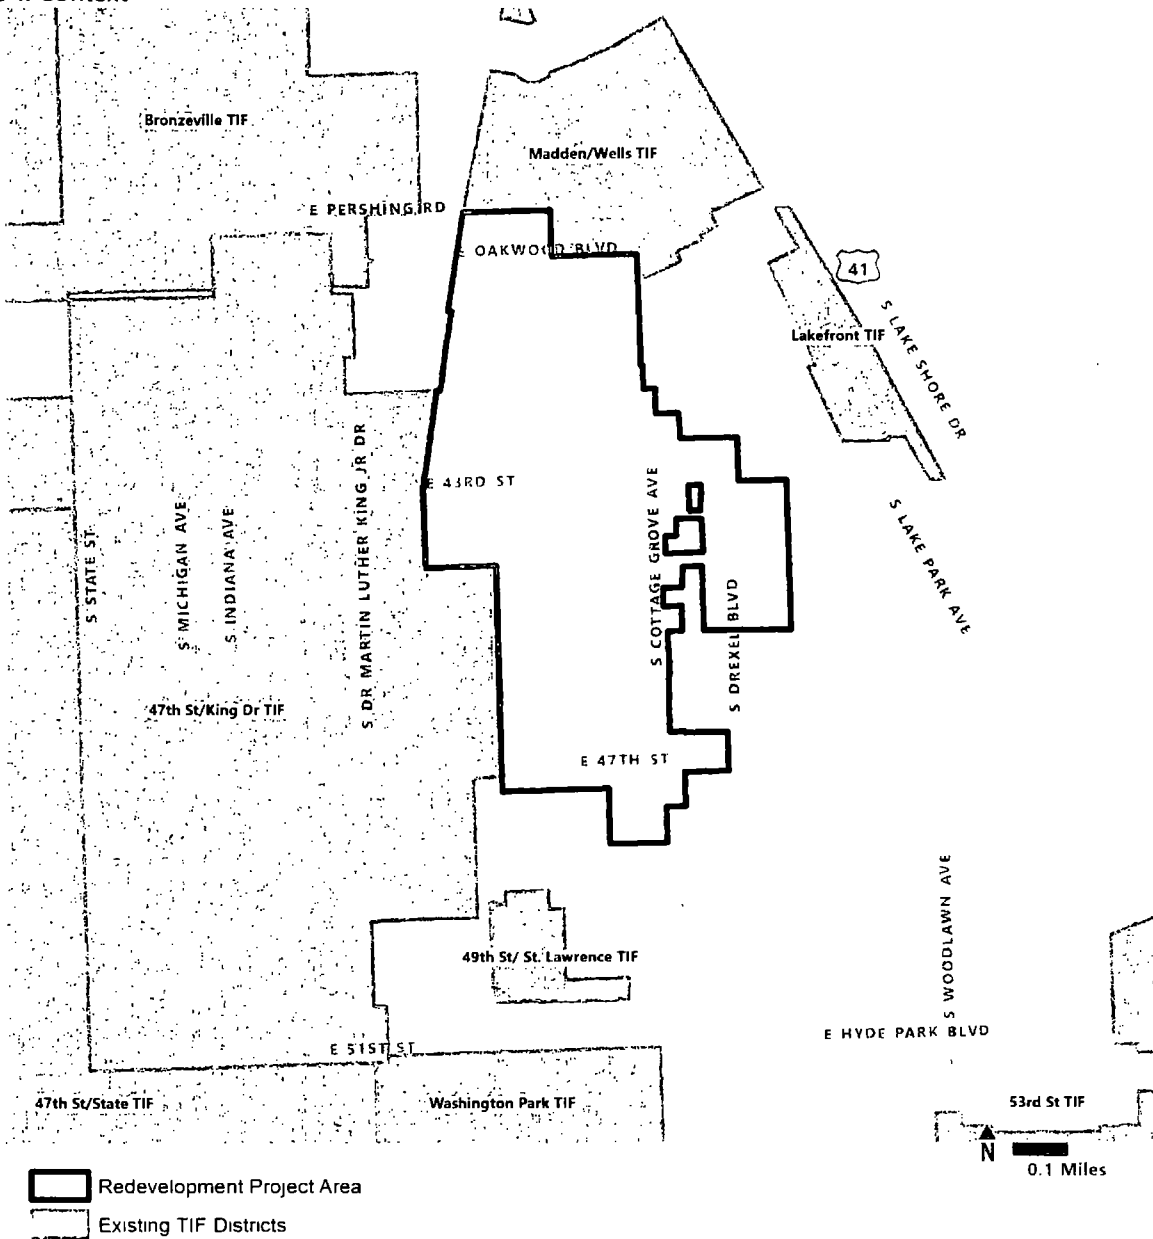 Bronzeville TIF
Madden/Wells TIF
E PERSHING RD
E OAKWOOD BLVD
41
S LAKE SHORE DR
Lakefront TIF
S LAKE PARK AVE
E 43RD ST
S STATE ST
S MICHIGAN AVE
S INDIANA AVE
S DR MARTIN LUTHER KING JR DR
S COTTAGE GROVE AVE
S DREXEL BLVD
47th St/King Dr TIF
E 47TH ST
49th St/ St. Lawrence TIF
S WOODLAWN AVE
E HYDE PARK BLVD
E 51ST ST
47th St/State TIF
Washington Park TIF
53rd St TIF
N
0.1 Miles
Redevelopment Project Area
Existing TIF Districts